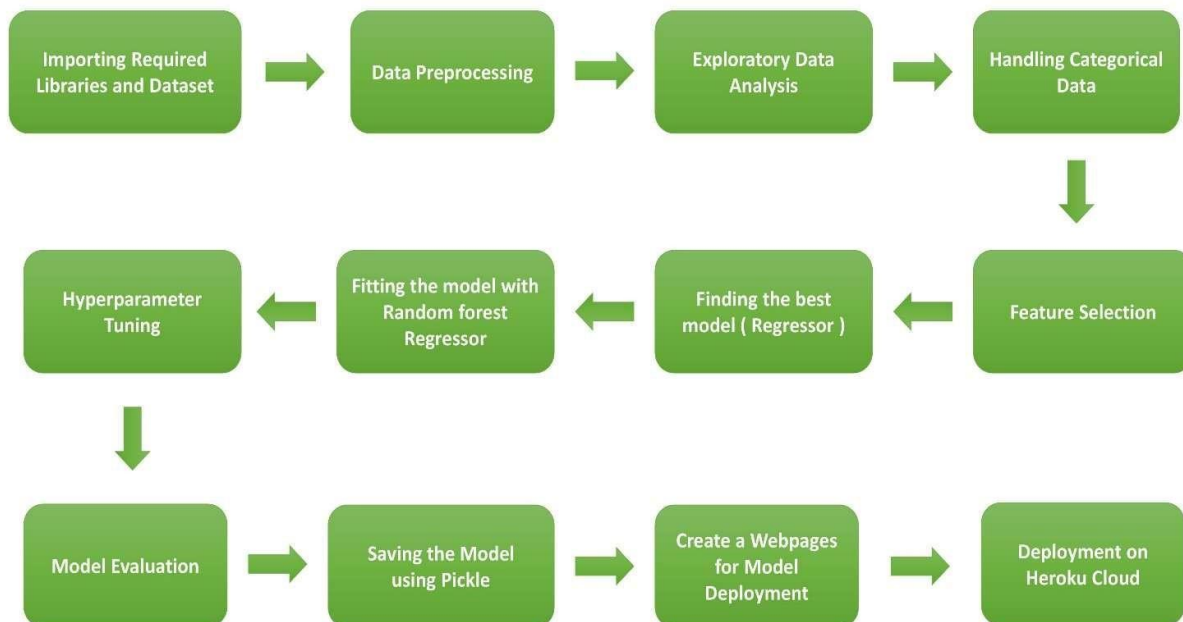 Importing Required
Libraries and Dataset
Data Preprocessing
Exploratory Data
Analysis
Handling Categorical
Data
Feature Selection
Finding the best
model ( Regressor )
Fitting the model with
Random forest
Regressor
Hyperparameter
Tuning
Model Evaluation
Saving the Model
using Pickle
Create a Webpages
for Model
Deployment
Deployment on
Heroku Cloud